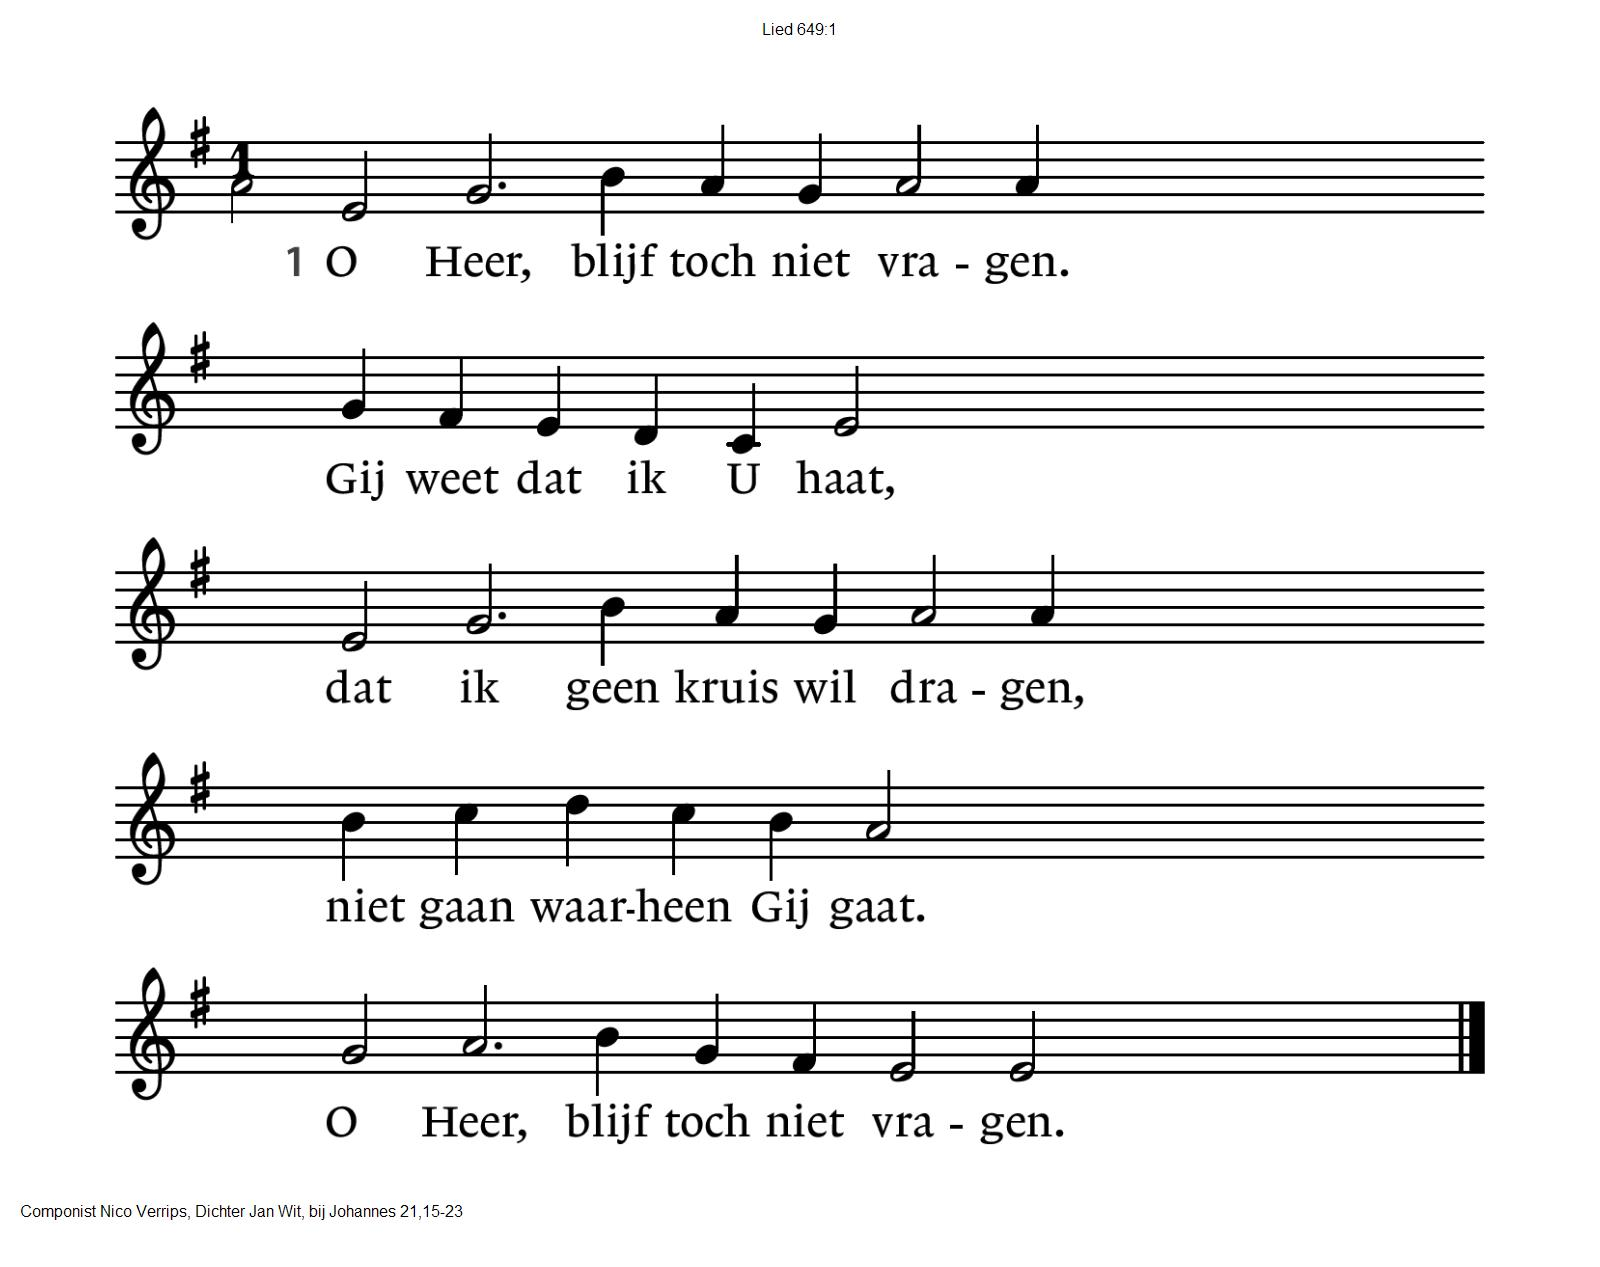 Lied 649:1
1 O Heer, blijf toch niet vra - gen.
Gij weet dat ik U haat,
dat ik geen kruis wil dra - gen,
niet gaan waar-heen Gij gaat.
O Heer, blijf toch niet vra - gen.
Componist Nico Verrips, Dichter Jan Wit, bij Johannes 21,15-23